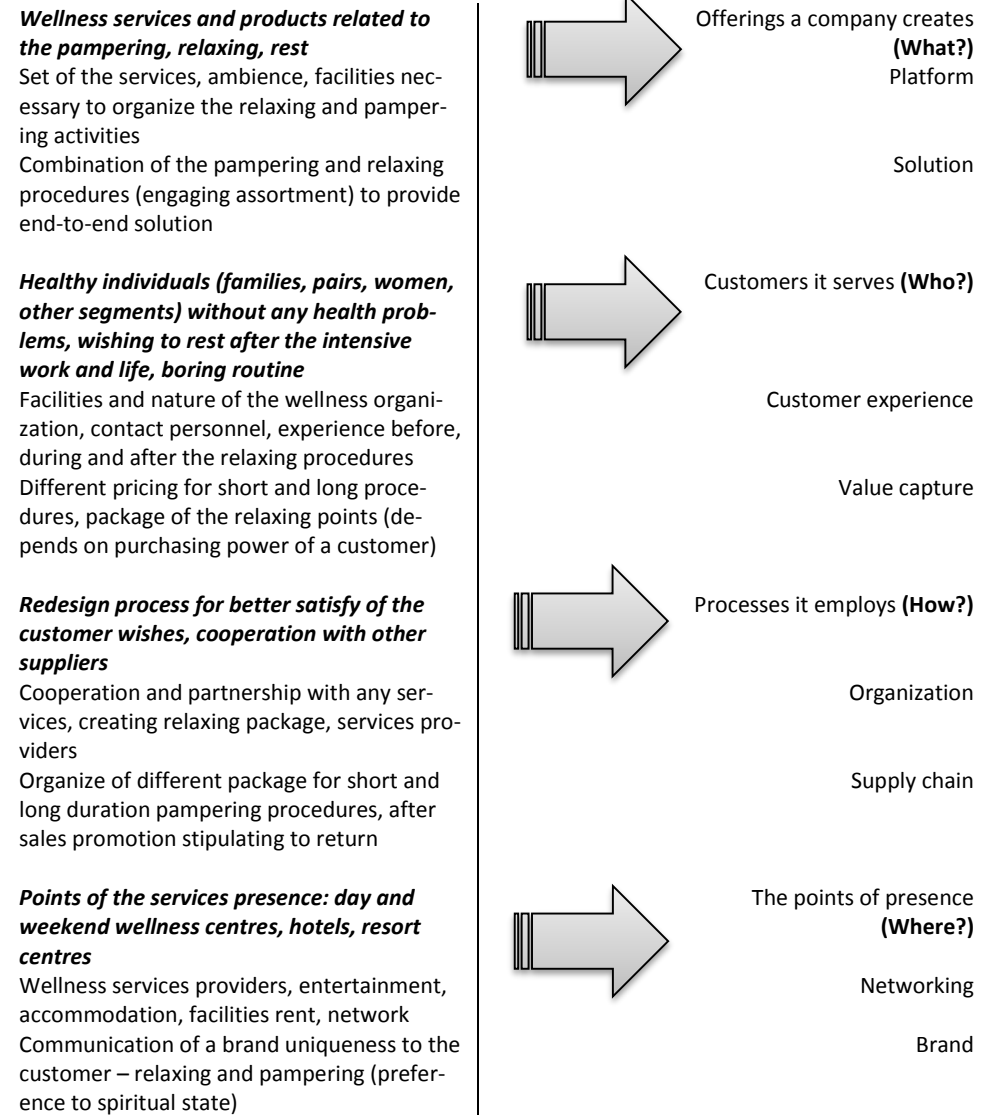 Wellness services and products related to
the pampering, relaxing, rest
Set of the services, ambience, facilities nec-
essary to organize the relaxing and pamper-
ing activities
Combination of the pampering and relaxing
procedures (engaging assortment) to provide
end-to-end solution
Offerings a company creates
(What?)
Platform
Solution
Healthy individuals (families, pairs, women,
other segments) without any health prob-
lems, wishing to rest after the intensive
work and life, boring routine
Facilities and nature of the wellness organi-
zation, contact personnel, experience before,
during and after the relaxing procedures
Different pricing for short and long proce-
dures, package of the relaxing points (de-
pends on purchasing power of a customer)
Customers it serves (Who?)
Customer experience
Value capture
Redesign process for better satisfy of the
customer wishes, cooperation with other
suppliers
Cooperation and partnership with any ser-
vices, creating relaxing package, services pro-
viders
Organize of different package for short and
long duration pampering procedures, after
sales promotion stipulating to return
Processes it employs (How?)
Organization
Supply chain
Points of the services presence: day and
weekend wellness centres, hotels, resort
centres
Wellness services providers, entertainment,
accommodation, facilities rent, network
Communication of a brand uniqueness to the
customer – relaxing and pampering (prefer-
ence to spiritual state)
The points of presence
(Where?)
Networking
Brand